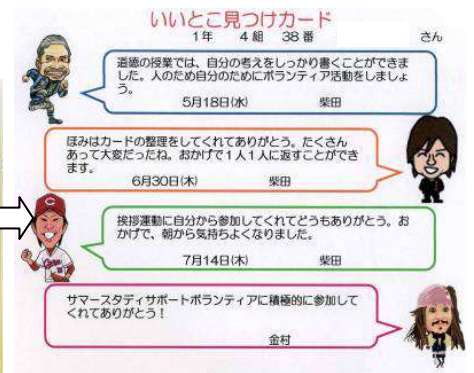 いいとこ見つけカード
1年 4組 38番 さん
道徳の授業では、自分の考えをしっかり書くことができま
した。人のため自分のためにボランティア活動をしましょ
う。
5月18日(水) 柴田
ほみはカードの整理をしてくれてありがとう。たくさん
あって大変だったね。おかげで1人1人に返すことができ
ます。
6月30日(木) 柴田
挨拶運動に自分から参加してくれてどうもありがとう。お
かげで、朝から気持ちよくなりました。
7月14日(木) 柴田
サマースタディサポートボランティアに積極的に参加して
くれてありがとう！
金村
C